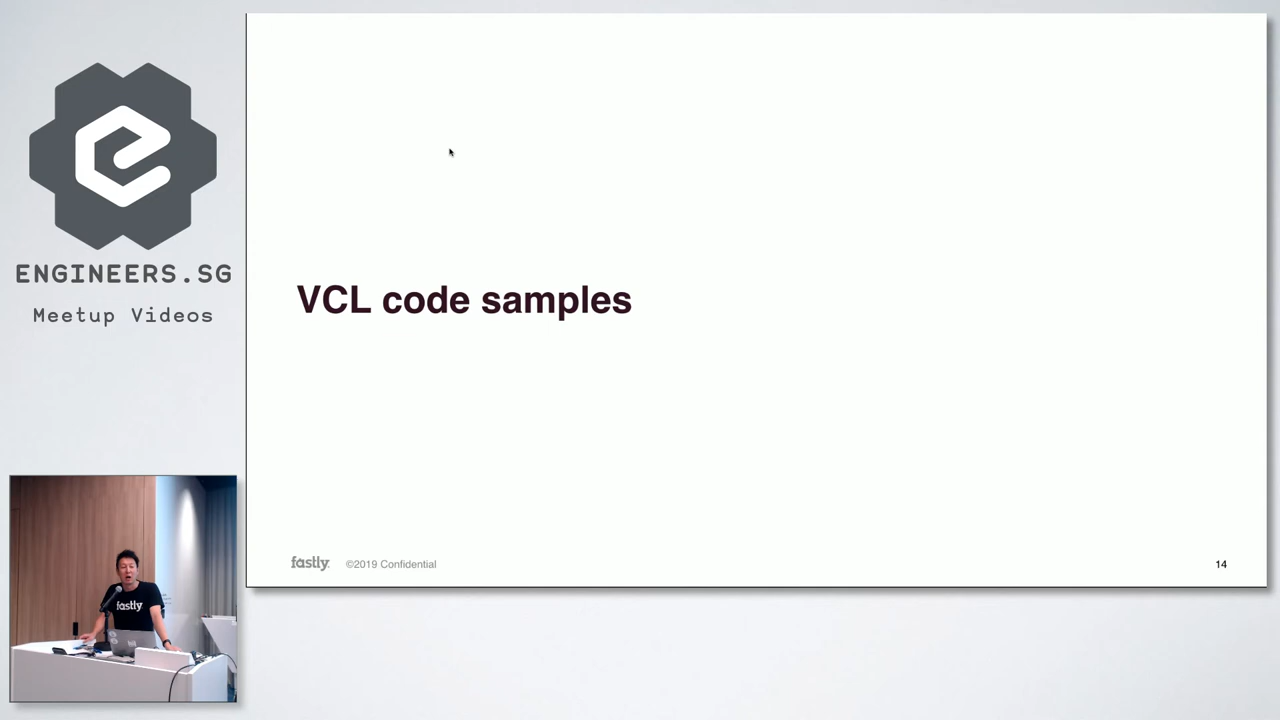 ENGINEERS.SG
Meetup Videos
VCL code samples
fastly
©2019 Confidential
14
fastly